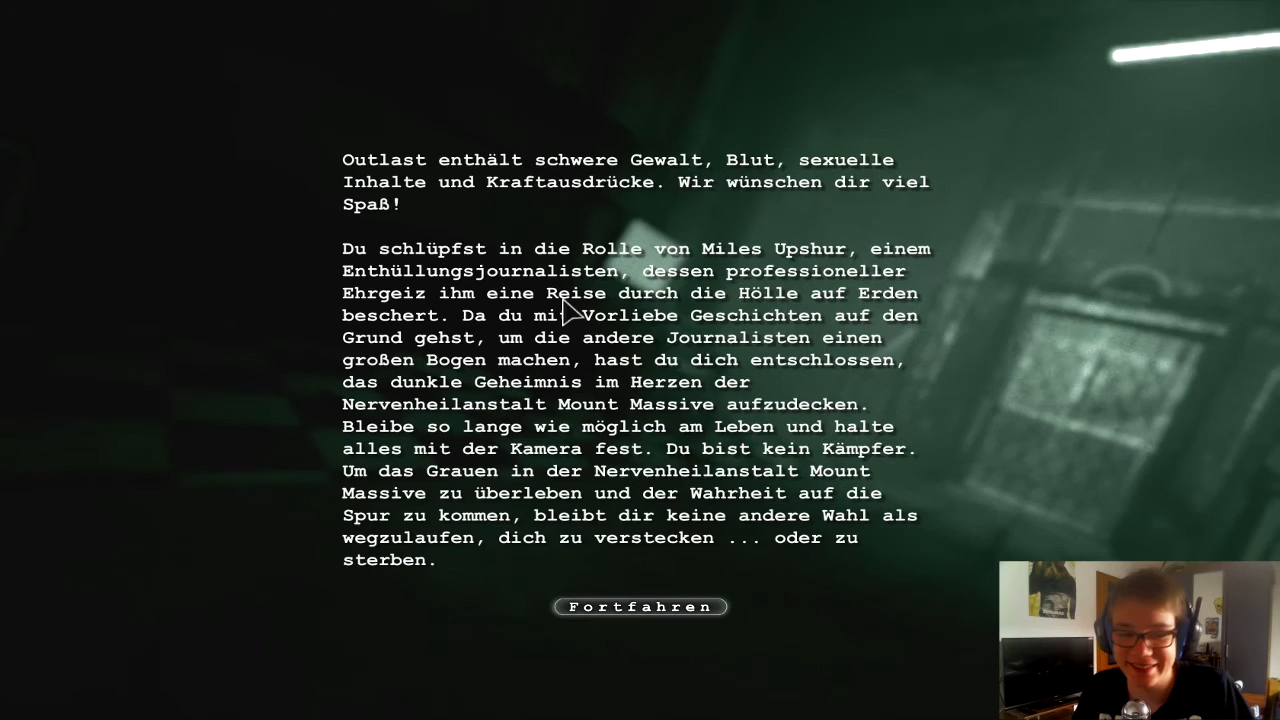 Outlast enthält schwere Gewalt, Blut, sexuelle
Inhalte und Kraftausdrücke. Wir wünschen dir viel
Spaß!
Du schlüpfst in die Rolle von Miles Upshur, einem
Enthüllungsjournalisten, dessen professioneller
Ehrgeiz ihm eine Reise durch die Hölle auf Erden
beschert. Da du mit Vorliebe Geschichten auf den
Grund gehst, um die andere Journalisten einen
großen Bogen machen, hast du dich entschlossen,
das dunkle Geheimnis im Herzen der
Nervenheilanstalt Mount Massive aufzudecken.
Bleibe so lange wie möglich am Leben und halte
alles mit der Kamera fest. Du bist kein Kämpfer.
Um das Grauen in der Nervenheilanstalt Mount
Massive zu überleben und der Wahrheit auf die
Spur zu kommen, bleibt dir keine andere Wahl als
wegzulaufen, dich zu verstecken ... oder zu
sterben.
Fortfahren